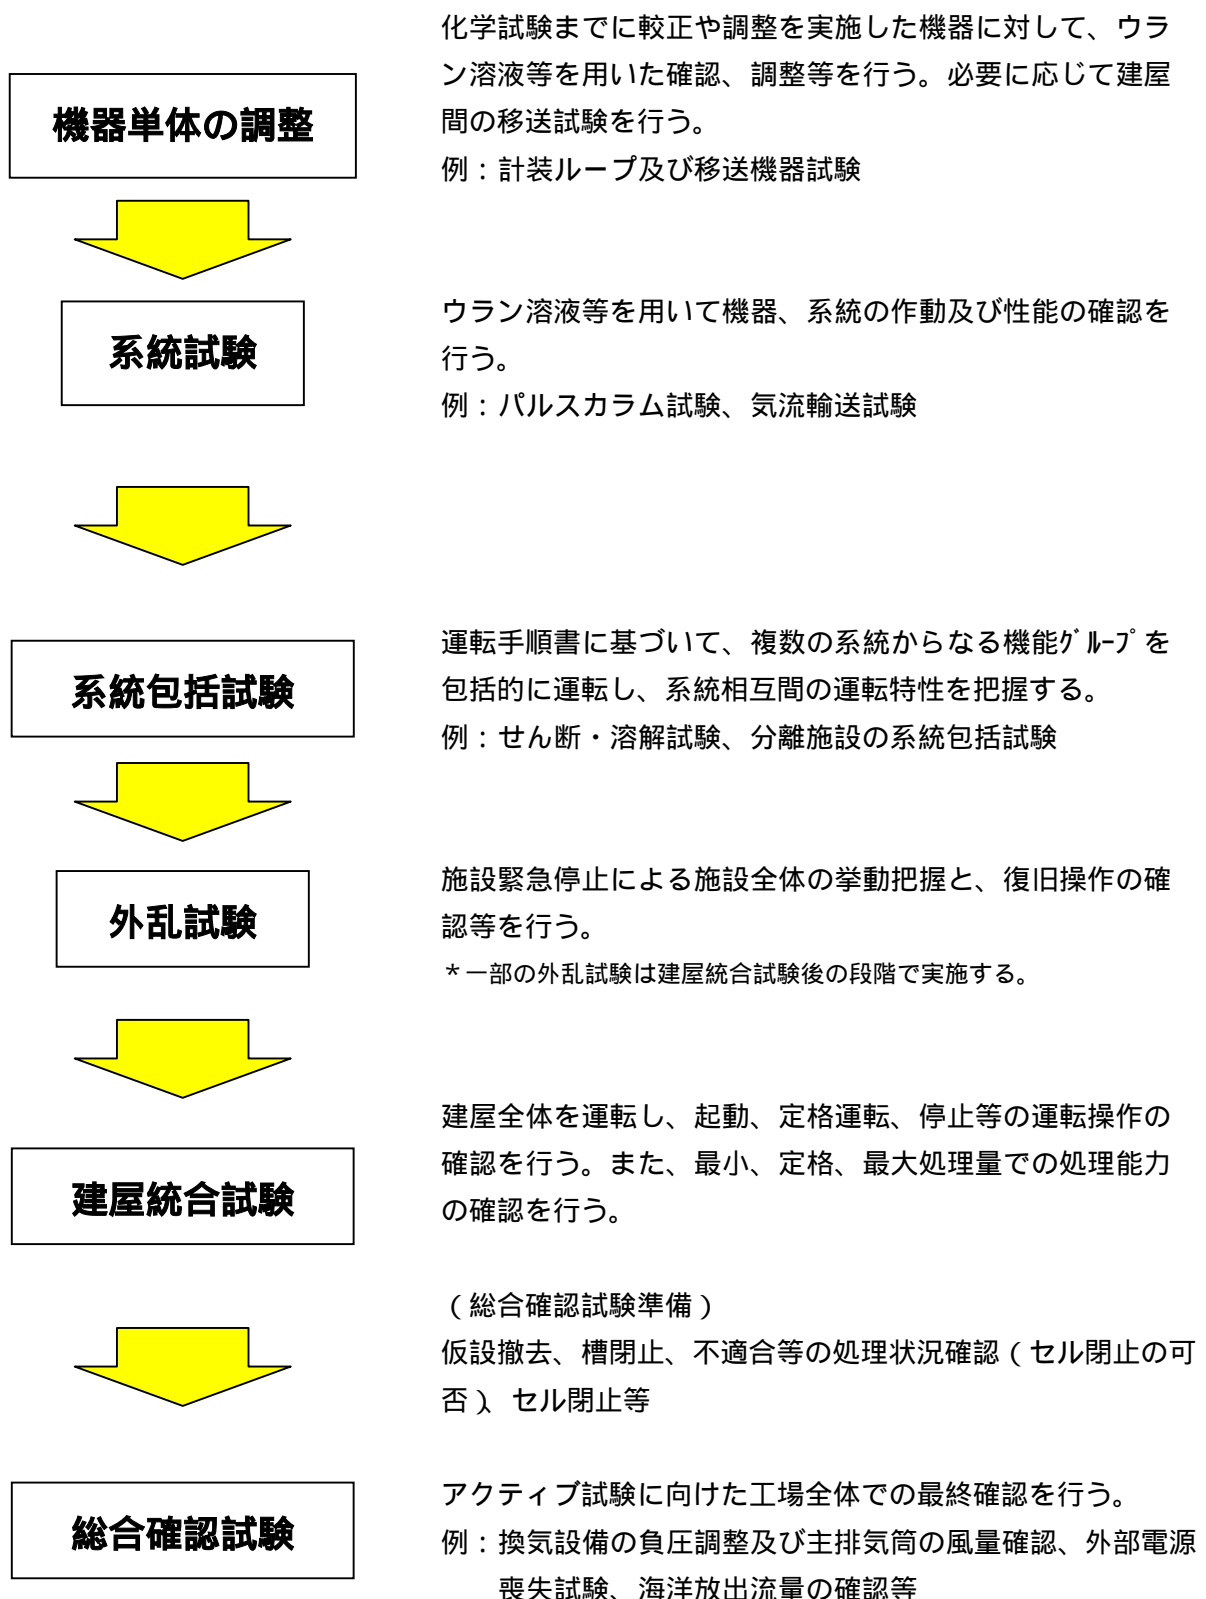 化学試験までに較正や調整を実施した機器に対して、ウラ
ン溶液等を用いた確認、調整等を行う。必要に応じて建屋
間の移送試験を行う。
例：計装ループ及び移送機器試験
機器単体の調整
ウラン溶液等を用いて機器、系統の作動及び性能の確認を
行う。
例：パルスカラム試験、気流輸送試験
系統試験
運転手順書に基づいて、複数の系統からなる機能ｸﾞﾙｰﾌﾟを
包括的に運転し、系統相互間の運転特性を把握する。
例：せん断・溶解試験、分離施設の系統包括試験
系統包括試験
施設緊急停止による施設全体の挙動把握と、復旧操作の確
認等を行う。
＊一部の外乱試験は建屋統合試験後の段階で実施する。
外乱試験
建屋全体を運転し、起動、定格運転、停止等の運転操作の
確認を行う。また、最小、定格、最大処理量での処理能力
の確認を行う。
建屋統合試験
（総合確認試験準備）
仮設撤去、槽閉止、不適合等の処理状況確認（セル閉止の可
否）、セル閉止等
アクティブ試験に向けた工場全体での最終確認を行う。
例：換気設備の負圧調整及び主排気筒の風量確認、外部電源
喪失試験、海洋放出流量の確認等
総合確認試験